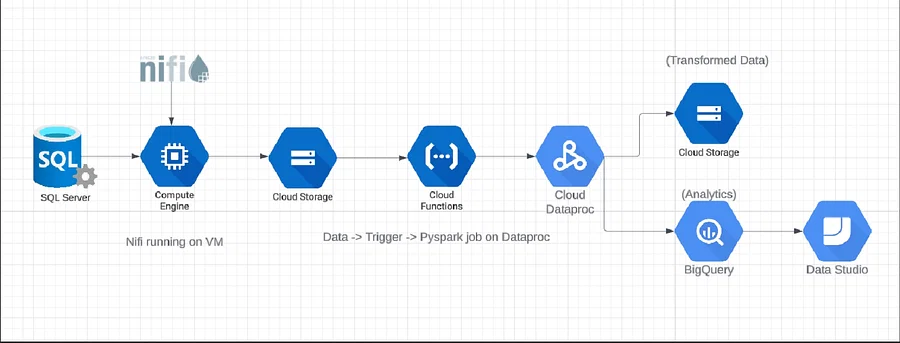 nifi
(Transformed Data)
SQL
SQL Server
Compute
Engine
Cloud Storage
Cloud
Functions
Cloud
Dataproc
Cloud Storage
(Analytics)
Nifi running on VM
Data -> Trigger -> Pyspark job on Dataproc
BigQuery
Data Studio